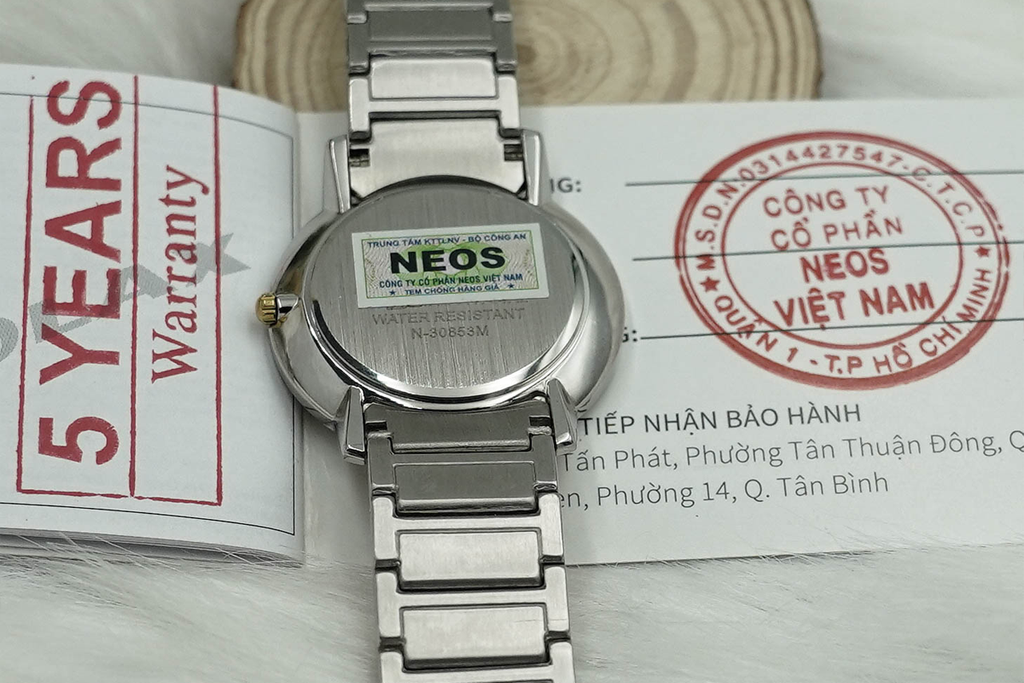 5 YEARS
Warranty
TRUNG TÂM KTTLNV - BỘ CÔNG AN
NEOS
CÔNG TY CỔ PHẦN NEOS VIỆT NAM
★ TEM CHỐNG HÀNG GIẢ ★
WATER RESISTANT
N-30853M
NG:
G:
★ M.S.D.N:0314427547-C.T.C.P ★
CÔNG TY
CỔ PHẦN
NEOS
VIỆT NAM
QUẬN 1 - T.P HỒ CHÍ MINH
TIẾP NHẬN BẢO HÀNH
Tấn Phát, Phường Tân Thuận Đông, Q
en, Phường 14, Q. Tân Bình